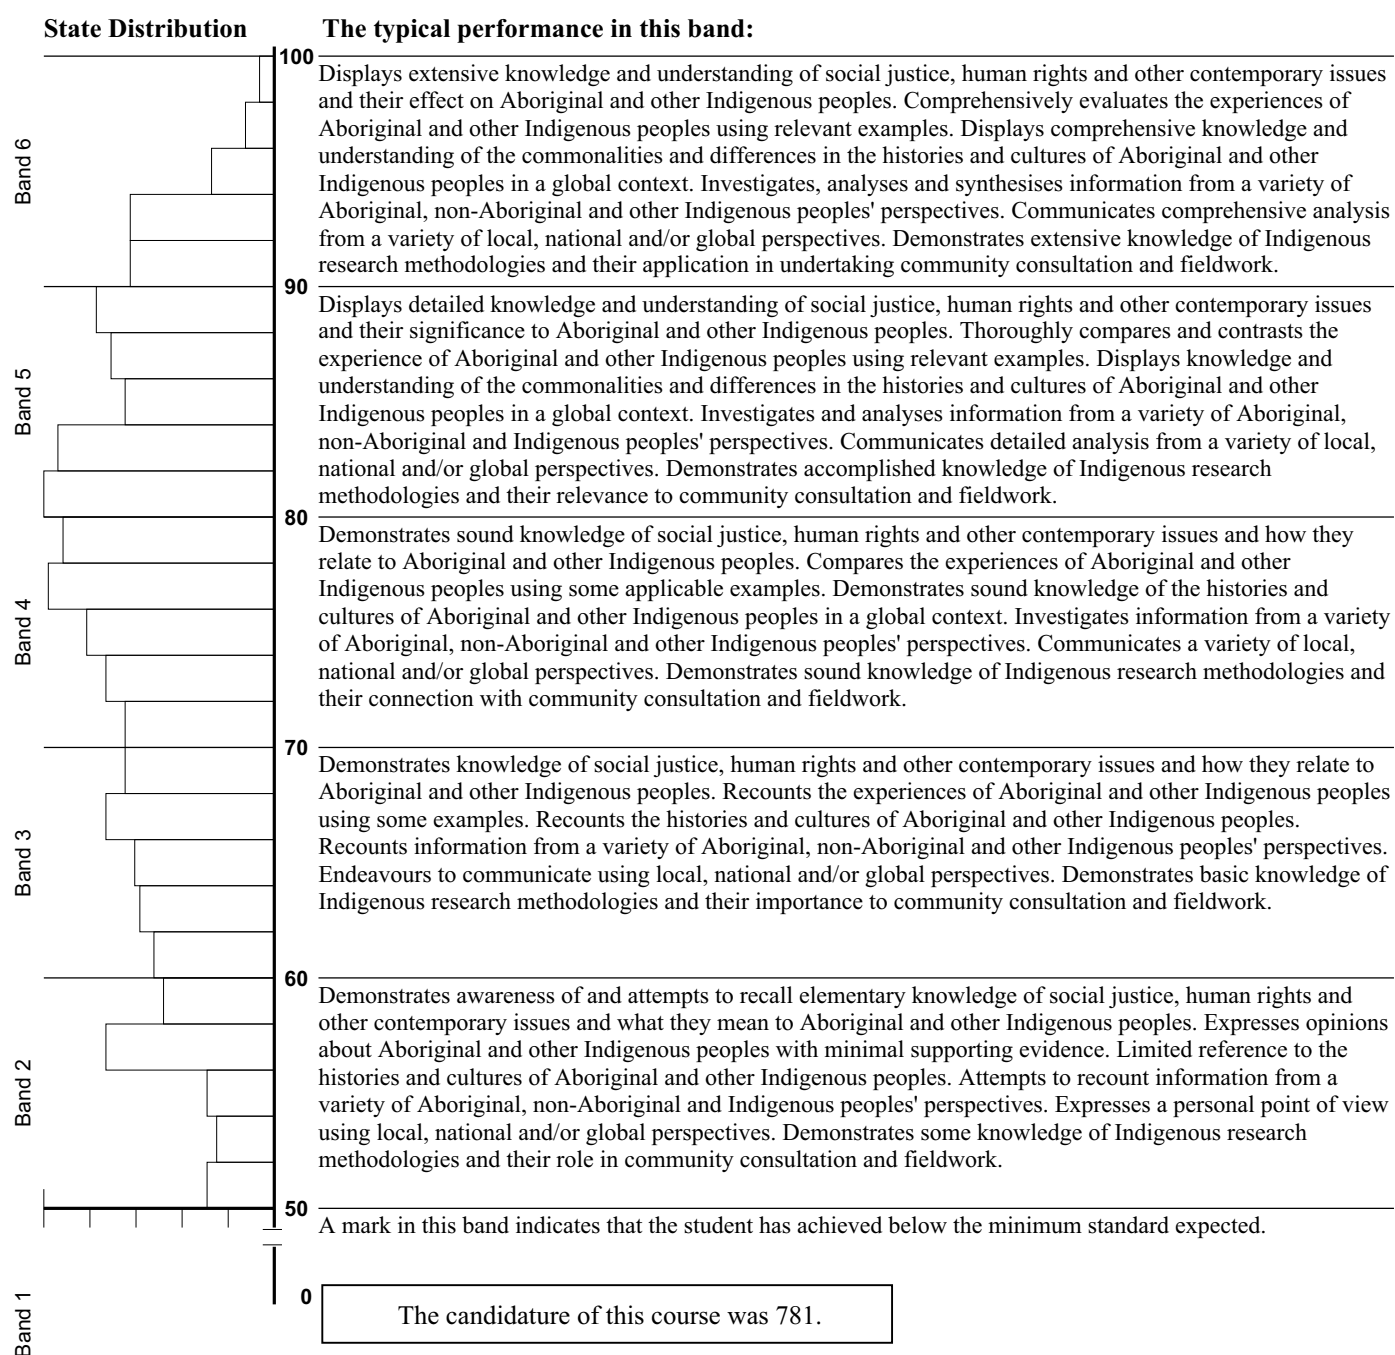 State Distribution
The typical performance in this band:
100
Band 6
Displays extensive knowledge and understanding of social justice, human rights and other contemporary issues
and their effect on Aboriginal and other Indigenous peoples. Comprehensively evaluates the experiences of
Aboriginal and other Indigenous peoples using relevant examples. Displays comprehensive knowledge and
understanding of the commonalities and differences in the histories and cultures of Aboriginal and other
Indigenous peoples in a global context. Investigates, analyses and synthesises information from a variety of
Aboriginal, non-Aboriginal and other Indigenous peoples' perspectives. Communicates comprehensive analysis
from a variety of local, national and/or global perspectives. Demonstrates extensive knowledge of Indigenous
research methodologies and their application in undertaking community consultation and fieldwork.
90
Band 5
Displays detailed knowledge and understanding of social justice, human rights and other contemporary issues
and their significance to Aboriginal and other Indigenous peoples. Thoroughly compares and contrasts the
experience of Aboriginal and other Indigenous peoples using relevant examples. Displays knowledge and
understanding of the commonalities and differences in the histories and cultures of Aboriginal and other
Indigenous peoples in a global context. Investigates and analyses information from a variety of Aboriginal,
non-Aboriginal and Indigenous peoples' perspectives. Communicates detailed analysis from a variety of local,
national and/or global perspectives. Demonstrates accomplished knowledge of Indigenous research
methodologies and their relevance to community consultation and fieldwork.
80
Band 4
Demonstrates sound knowledge of social justice, human rights and other contemporary issues and how they
relate to Aboriginal and other Indigenous peoples. Compares the experiences of Aboriginal and other
Indigenous peoples using some applicable examples. Demonstrates sound knowledge of the histories and
cultures of Aboriginal and other Indigenous peoples in a global context. Investigates information from a variety
of Aboriginal, non-Aboriginal and other Indigenous peoples' perspectives. Communicates a variety of local,
national and/or global perspectives. Demonstrates sound knowledge of Indigenous research methodologies and
their connection with community consultation and fieldwork.
70
Band 3
Demonstrates knowledge of social justice, human rights and other contemporary issues and how they relate to
Aboriginal and other Indigenous peoples. Recounts the experiences of Aboriginal and other Indigenous peoples
using some examples. Recounts the histories and cultures of Aboriginal and other Indigenous peoples.
Recounts information from a variety of Aboriginal, non-Aboriginal and other Indigenous peoples' perspectives.
Endeavours to communicate using local, national and/or global perspectives. Demonstrates basic knowledge of
Indigenous research methodologies and their importance to community consultation and fieldwork.
60
Band 2
Demonstrates awareness of and attempts to recall elementary knowledge of social justice, human rights and
other contemporary issues and what they mean to Aboriginal and other Indigenous peoples. Expresses opinions
about Aboriginal and other Indigenous peoples with minimal supporting evidence. Limited reference to the
histories and cultures of Aboriginal and other Indigenous peoples. Attempts to recount information from a
variety of Aboriginal, non-Aboriginal and Indigenous peoples' perspectives. Expresses a personal point of view
using local, national and/or global perspectives. Demonstrates some knowledge of Indigenous research
methodologies and their role in community consultation and fieldwork.
50
A mark in this band indicates that the student has achieved below the minimum standard expected.
Band 1
0
The candidature of this course was 781.